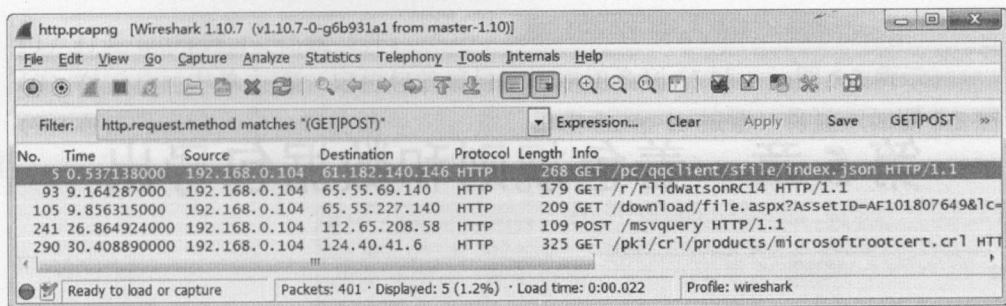 http.pcapng [Wireshark 1.10.7 (v1.10.7-0-g6b931a1 from master-1.10)]
File Edit View Go Capture Analyze Statistics Telephony Tools Internals Help
Filter: http.request.method matches "(GET|POST)" Expression... Clear Apply Save GET|POST »
No. Time Source Destination Protocol Length Info
5 0.537138000 192.168.0.104 61.182.140.146 HTTP 268 GET /pc/qqclient/sfile/index.json HTTP/1.1
93 9.164287000 192.168.0.104 65.55.69.140 HTTP 179 GET /r/rlidwatsonRC14 HTTP/1.1
105 9.856315000 192.168.0.104 65.55.227.140 HTTP 209 GET /download/file.aspx?AssetID=AF101807649&lc=
241 26.864924000 192.168.0.104 112.65.208.58 HTTP 109 POST /msvquery HTTP/1.1
290 30.408890000 192.168.0.104 124.40.41.6 HTTP 325 GET /pki/crl/products/microsoftrootcert.crl HTT
Ready to load or capture Packets: 401 · Displayed: 5 (1.2%) · Load time: 0:00.022 Profile: wireshark